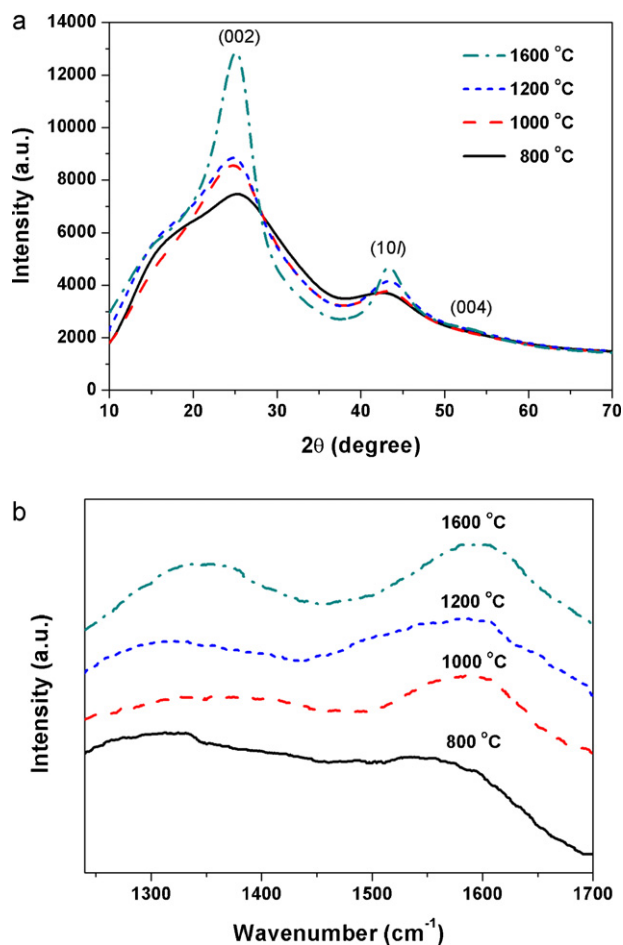 a
14000
12000
10000
8000
6000
4000
2000
0
Intensity (a.u.)
(002)
(10l)
(004)
1600 °C
1200 °C
1000 °C
800 °C
10 20 30 40 50 60 70
2θ (degree)
b
Intensity (a.u.)
1600 °C
1200 °C
1000 °C
800 °C
1300 1400 1500 1600 1700
Wavenumber (cm⁻¹)